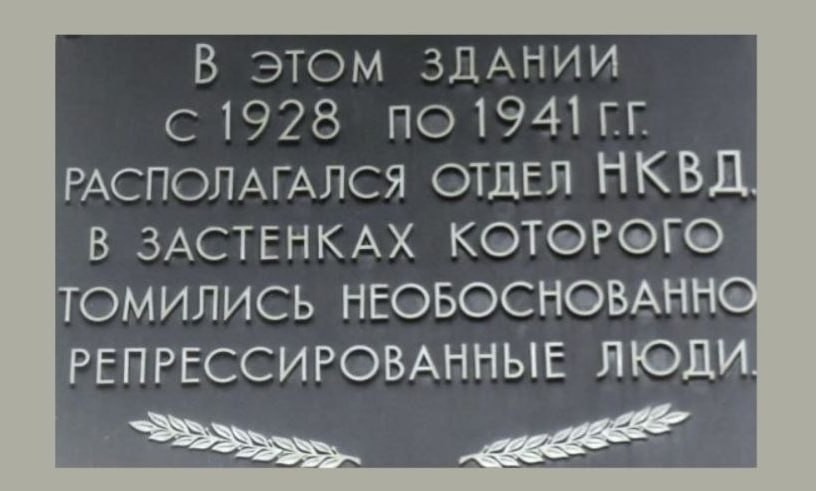 В ЭТОМ ЗДАНИИ
С 1928 ПО 1941 Г.Г.
РАСПОЛАГАЛСЯ ОТДЕЛ НКВД.
В ЗАСТЕНКАХ КОТОРОГО
ТОМИЛИСЬ НЕОБОСНОВАННО
РЕПРЕССИРОВАННЫЕ ЛЮДИ.